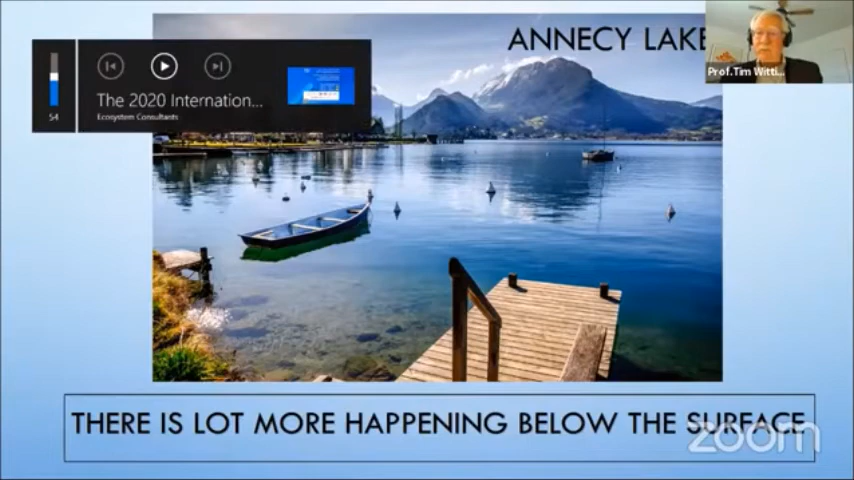 ANNECY LAKE
Prof.Tim Witti...
The 2020 Internation...
Ecosystem Consultants
54
THERE IS LOT MORE HAPPENING BELOW THE SURFACE
zoom